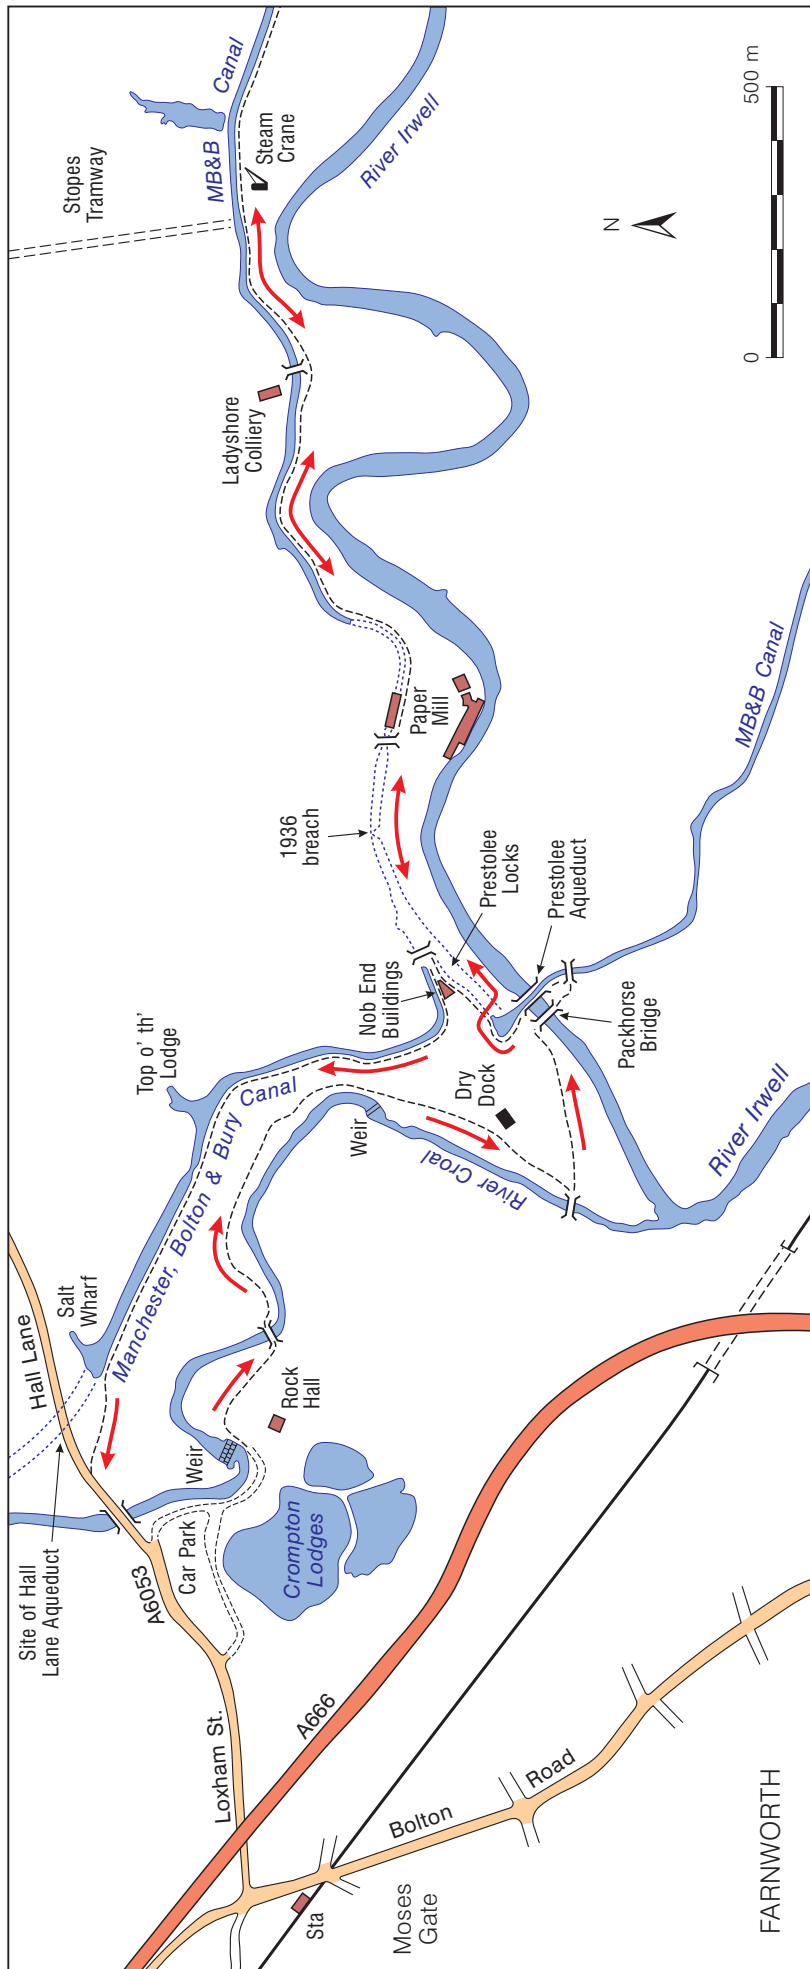 Stopes
Tramway
MB&B Canal
Steam
Crane
River Irwell
N
0
500 m
Ladyshore
Colliery
Paper
Mill
1936
breach
Prestolee
Locks
Prestolee
Aqueduct
MB&B Canal
Nob End
Buildings
Packhorse
Bridge
Top o' th'
Lodge
Dry
Dock
Weir
River Croal
River Irwell
Manchester, Bolton & Bury Canal
Salt
Wharf
Hall Lane
Rock
Hall
Weir
Site of Hall
Lane Aqueduct
Car Park
Crompton
Lodges
A6053
Loxham St.
A666
Bolton Road
Sta
Moses
Gate
FARNWORTH